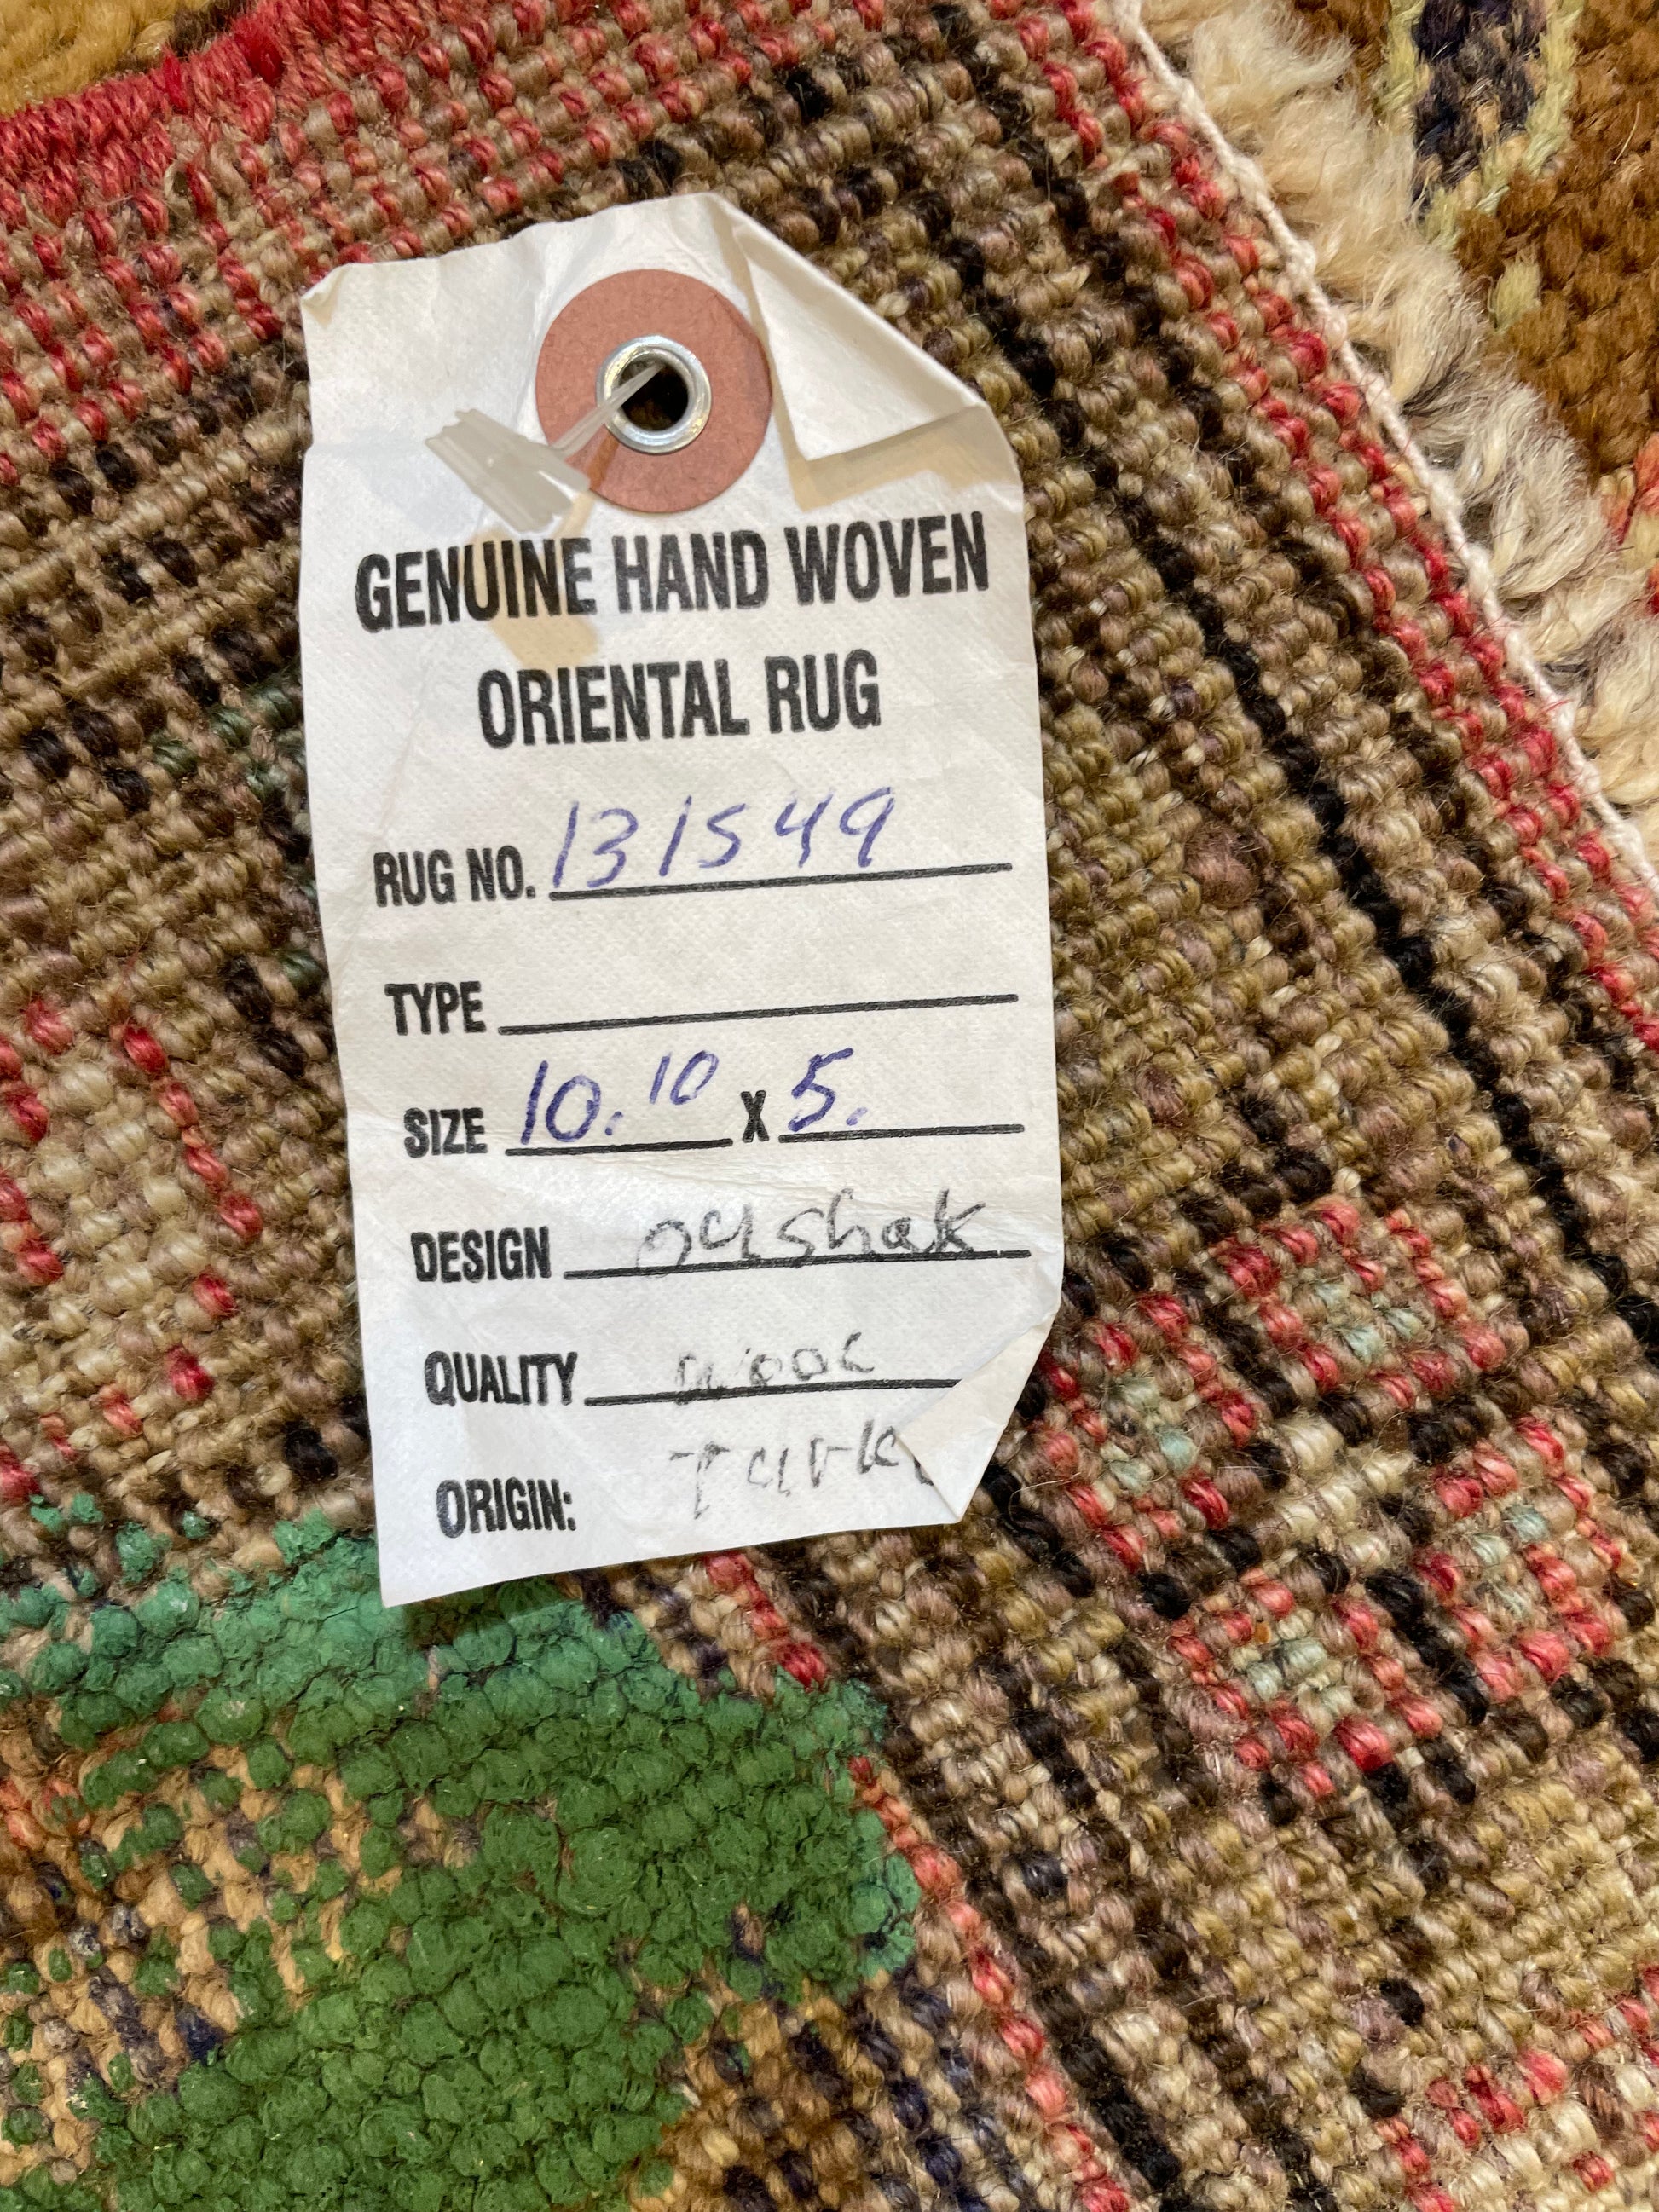 GENUINE HAND WOVEN
ORIENTAL RUG
RUG NO. 131549
TYPE
SIZE 10.10 X 5.
DESIGN oushak
QUALITY wool
ORIGIN: